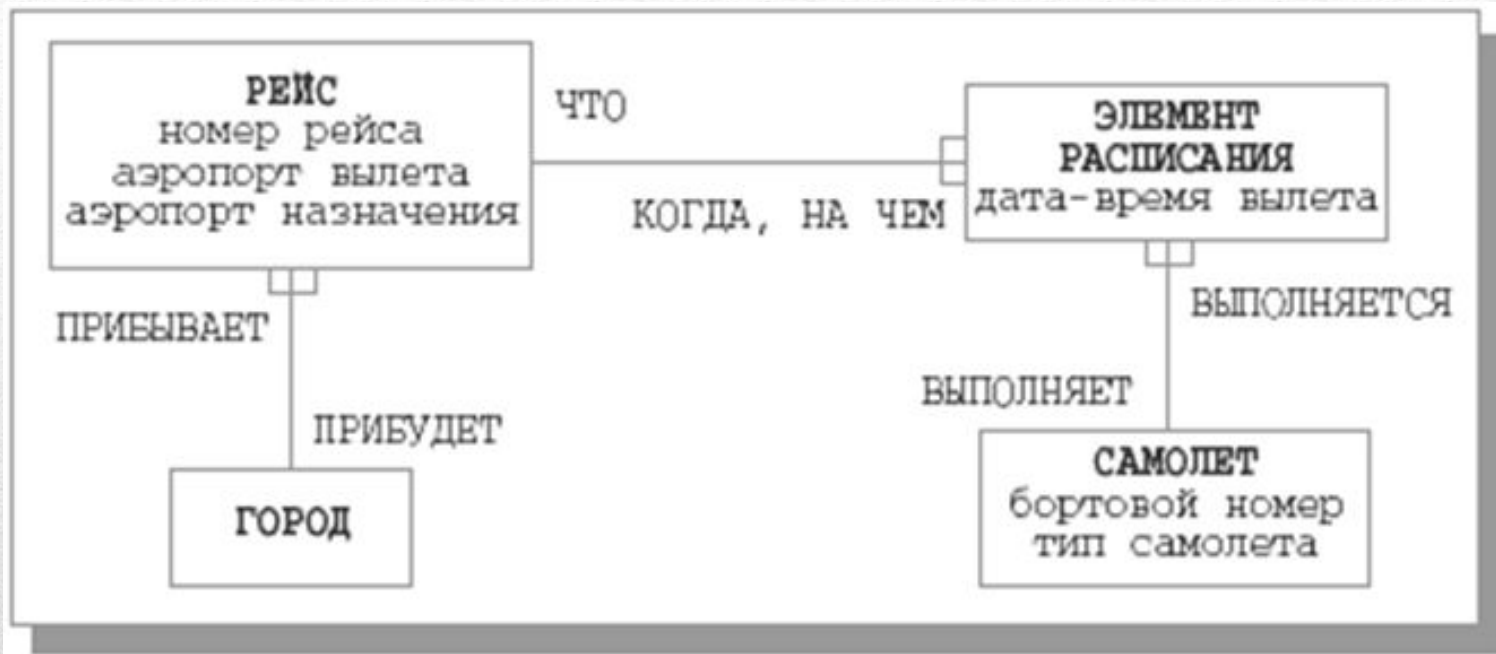 РЕЙС
номер рейса
аэропорт вылета
аэропорт назначения
ЧТО
КОГДА, НА ЧЕМ
ЭЛЕМЕНТ
РАСПИСАНИЯ
дата-время вылета
ПРИБЫВАЕТ
ПРИБУДЕТ
ГОРОД
ВЫПОЛНЯЕТСЯ
ВЫПОЛНЯЕТ
САМОЛЕТ
бортовой номер
тип самолета